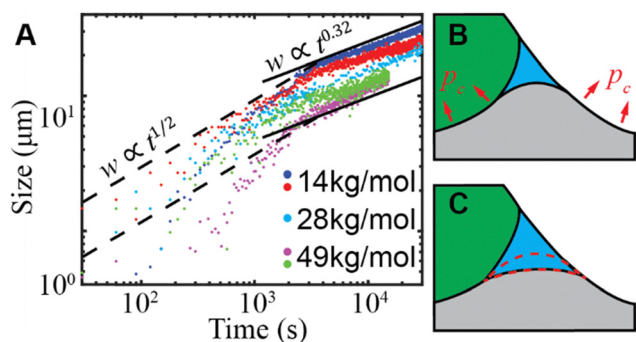 A
w ∝ t^0.32
w ∝ t^1/2
Size (μm)
10^1
10^0
14kg/mol
28kg/mol
49kg/mol
10^2
10^3
10^4
Time (s)
B
p_c
p_c
C